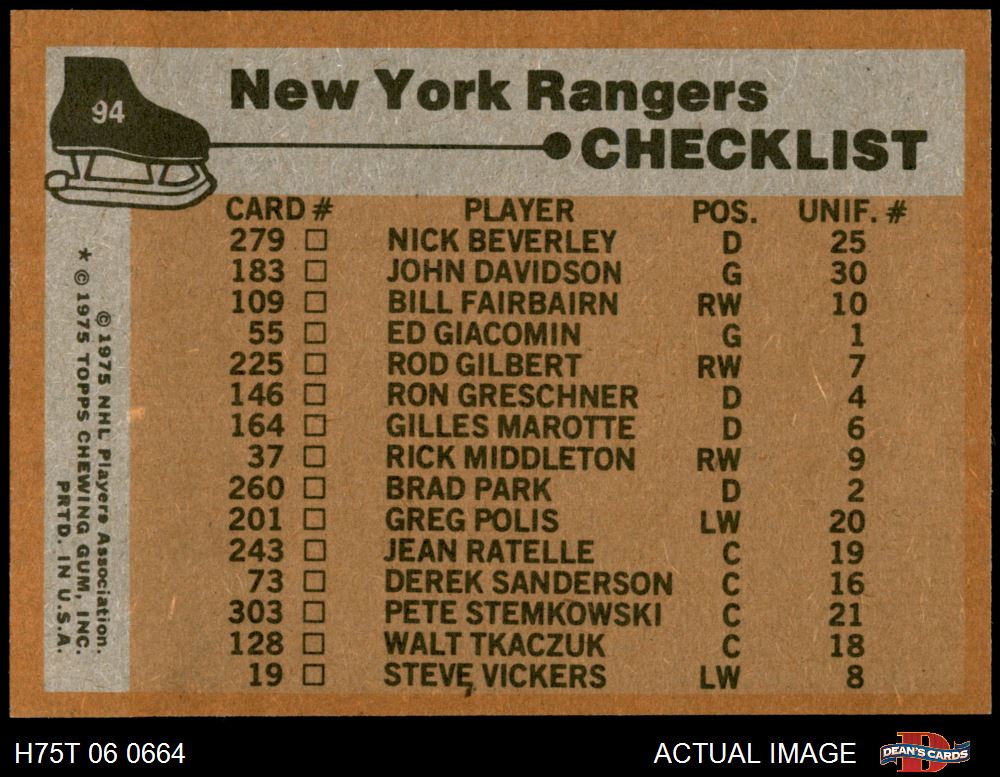 94
New York Rangers
CHECKLIST
CARD # PLAYER POS. UNIF. #
279 □ NICK BEVERLEY D 25
183 □ JOHN DAVIDSON G 30
109 □ BILL FAIRBAIRN RW 10
55 □ ED GIACOMIN G 1
225 □ ROD GILBERT RW 7
146 □ RON GRESCHNER D 4
164 □ GILLES MAROTTE D 6
37 □ RICK MIDDLETON RW 9
260 □ BRAD PARK D 2
201 □ GREG POLIS LW 20
243 □ JEAN RATELLE C 19
73 □ DEREK SANDERSON C 16
303 □ PETE STEMKOWSKI C 21
128 □ WALT TKACZUK C 18
19 □ STEVE VICKERS LW 8
© 1975 NHL Players Association.
* © 1975 TOPPS CHEWING GUM, INC.
PRTD. IN U.S.A.
H75T 06 0664
ACTUAL IMAGE
D
DEAN'S CARDS